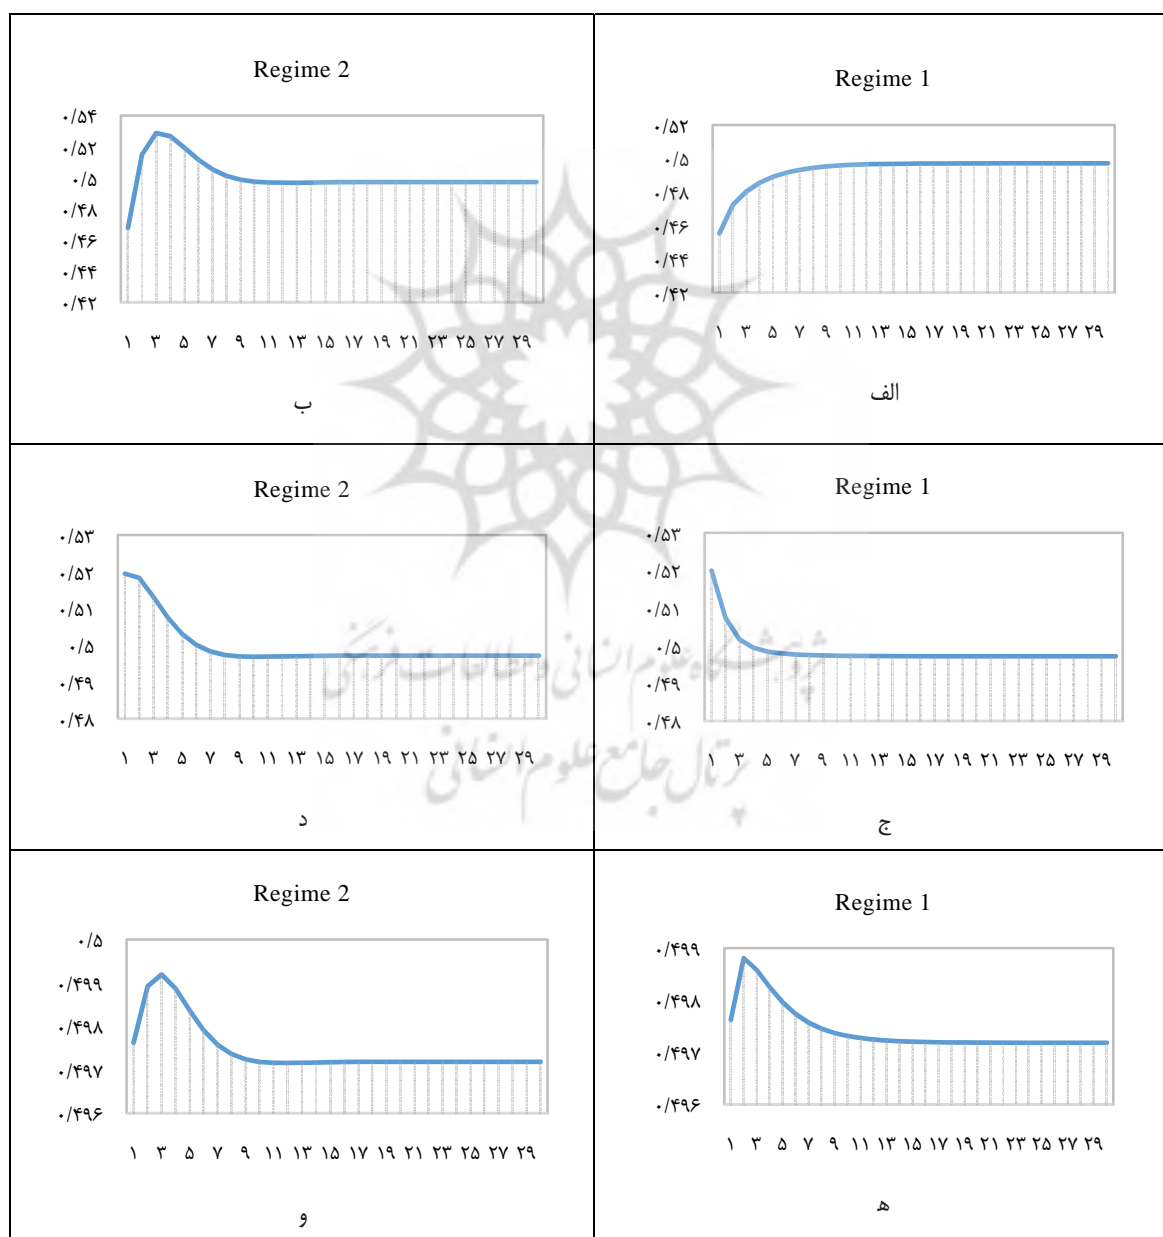 Regime 1
۰/۵۲
۰/۵
۰/۴۸
۰/۴۶
۰/۴۴
۰/۴۲
۱ ۳ ۵ ۷ ۹ ۱۱ ۱۳ ۱۵ ۱۷ ۱۹ ۲۱ ۲۳ ۲۵ ۲۷ ۲۹
الف
Regime 2
۰/۵۴
۰/۵۲
۰/۵
۰/۴۸
۰/۴۶
۰/۴۴
۰/۴۲
۱ ۳ ۵ ۷ ۹ ۱۱ ۱۳ ۱۵ ۱۷ ۱۹ ۲۱ ۲۳ ۲۵ ۲۷ ۲۹
ب
Regime 1
۰/۵۳
۰/۵۲
۰/۵۱
۰/۵
۰/۴۹
۰/۴۸
۱ ۳ ۵ ۷ ۹ ۱۱ ۱۳ ۱۵ ۱۷ ۱۹ ۲۱ ۲۳ ۲۵ ۲۷ ۲۹
ج
Regime 2
۰/۵۳
۰/۵۲
۰/۵۱
۰/۵
۰/۴۹
۰/۴۸
۱ ۳ ۵ ۷ ۹ ۱۱ ۱۳ ۱۵ ۱۷ ۱۹ ۲۱ ۲۳ ۲۵ ۲۷ ۲۹
د
پژوهشگاه علوم انسانی و مطالعات فرهنگی
پرتال جامع علوم انسانی
Regime 1
۰/۴۹۹
۰/۴۹۸
۰/۴۹۷
۰/۴۹۶
۱ ۳ ۵ ۷ ۹ ۱۱ ۱۳ ۱۵ ۱۷ ۱۹ ۲۱ ۲۳ ۲۵ ۲۷ ۲۹
ه
Regime 2
۰/۵
۰/۴۹۹
۰/۴۹۸
۰/۴۹۷
۰/۴۹۶
۱ ۳ ۵ ۷ ۹ ۱۱ ۱۳ ۱۵ ۱۷ ۱۹ ۲۱ ۲۳ ۲۵ ۲۷ ۲۹
و